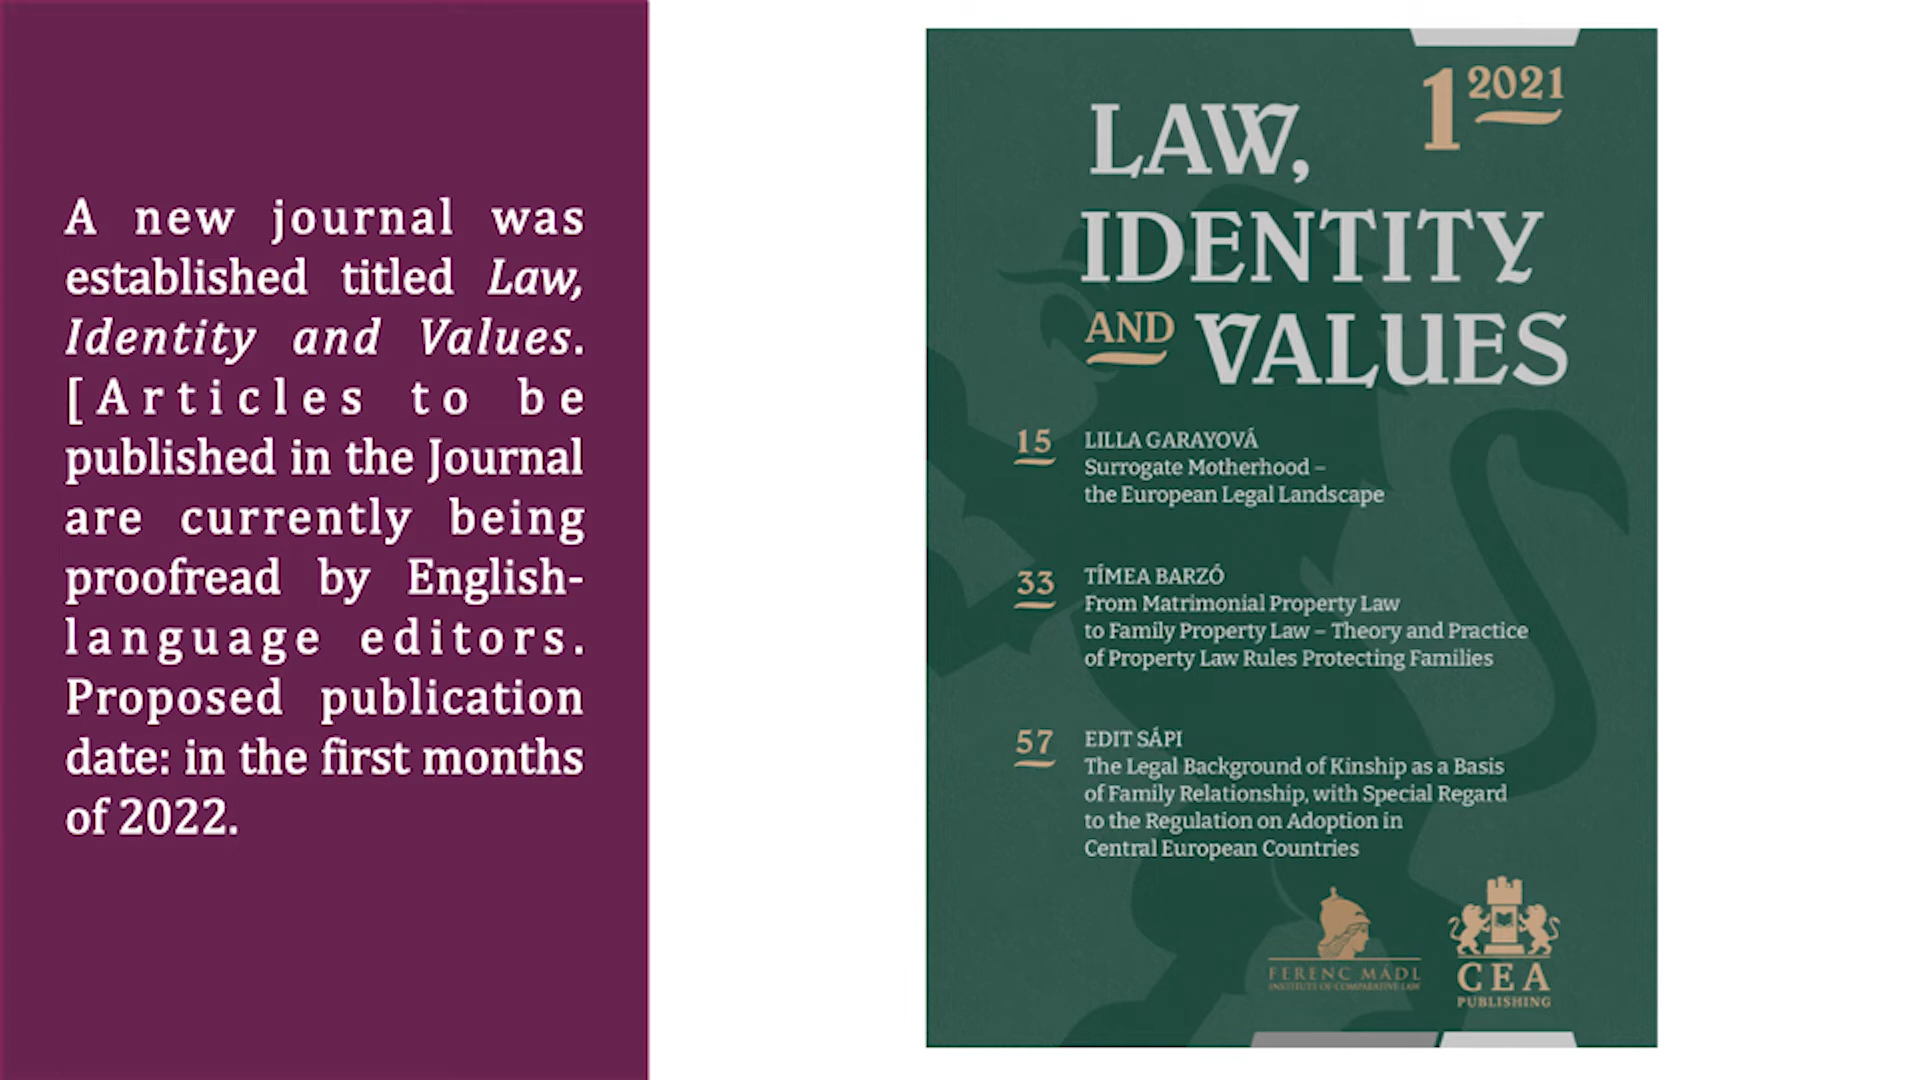 A new journal was
established titled Law,
Identity and Values.
[Articles to be
published in the Journal
are currently being
proofread by English-
language editors.
Proposed publication
date: in the first months
of 2022.
1 2021
LAW,
IDENTITY
AND VALUES
15 LILLA GARAYOVÁ
Surrogate Motherhood –
the European Legal Landscape
33 TÍMEA BARZÓ
From Matrimonial Property Law
to Family Property Law – Theory and Practice
of Property Law Rules Protecting Families
57 EDIT SÁPI
The Legal Background of Kinship as a Basis
of Family Relationship, with Special Regard
to the Regulation on Adoption in
Central European Countries
FERENC MÁDL
INSTITUTE OF COMPARATIVE LAW
CEA
PUBLISHING